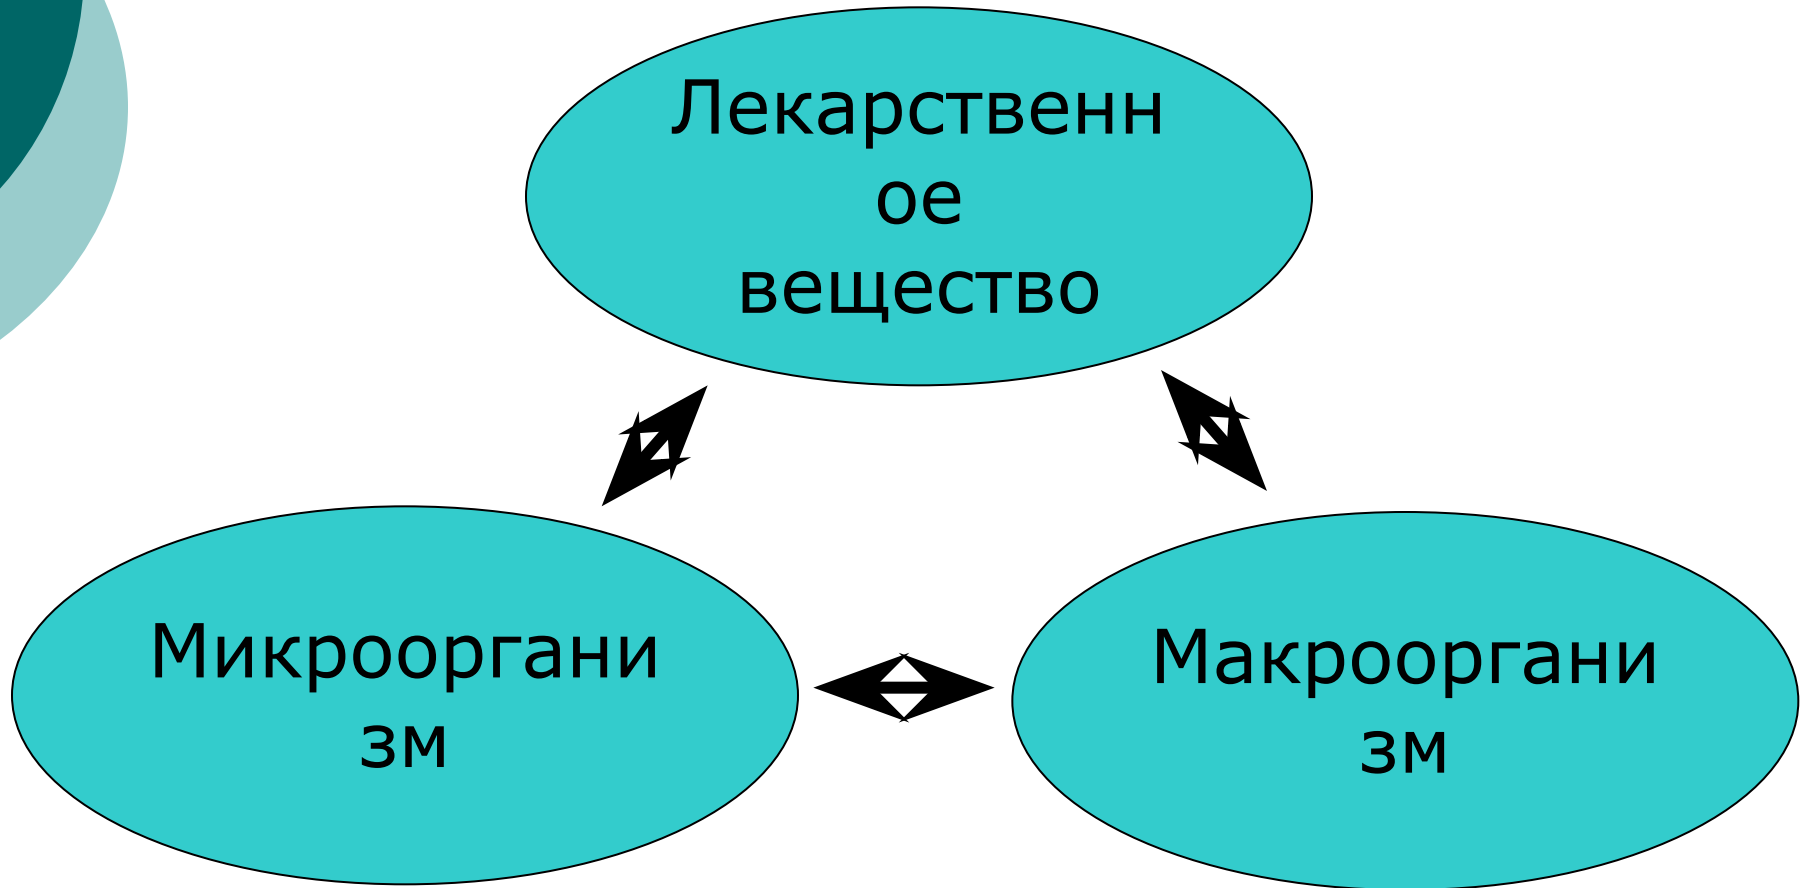 Лекарственн
ое
вещество
Микрооргани
зм
Макрооргани
зм